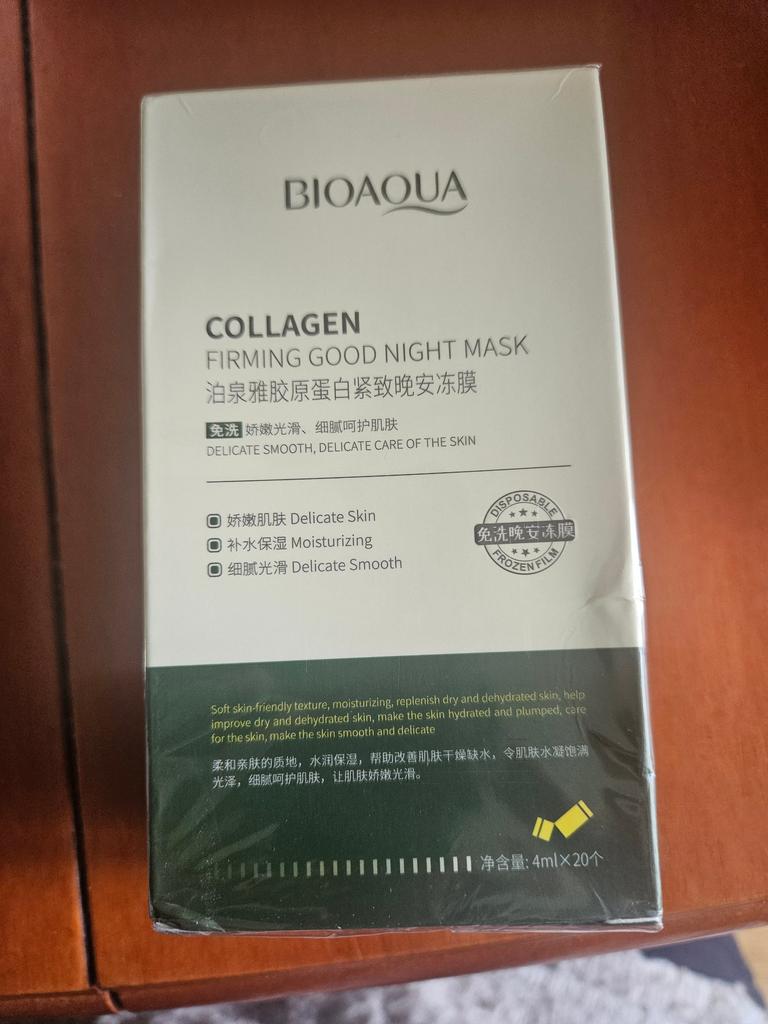 BIOAQUA
COLLAGEN
FIRMING GOOD NIGHT MASK
泊泉雅胶原蛋白紧致晚安冻膜
免洗 娇嫩光滑、细腻呵护肌肤
DELICATE SMOOTH, DELICATE CARE OF THE SKIN
娇嫩肌肤 Delicate Skin
补水保湿 Moisturizing
细腻光滑 Delicate Smooth
DISPOSABLE
免洗晚安冻膜
FROZEN FILM
Soft skin-friendly texture, moisturizing, replenish dry and dehydrated skin, help
improve dry and dehydrated skin, make the skin hydrated and plumped, care
for the skin, make the skin smooth and delicate
柔和亲肤的质地，水润保湿，帮助改善肌肤干燥缺水，令肌肤水凝饱满
光泽，细腻呵护肌肤，让肌肤娇嫩光滑。
净含量: 4ml×20个